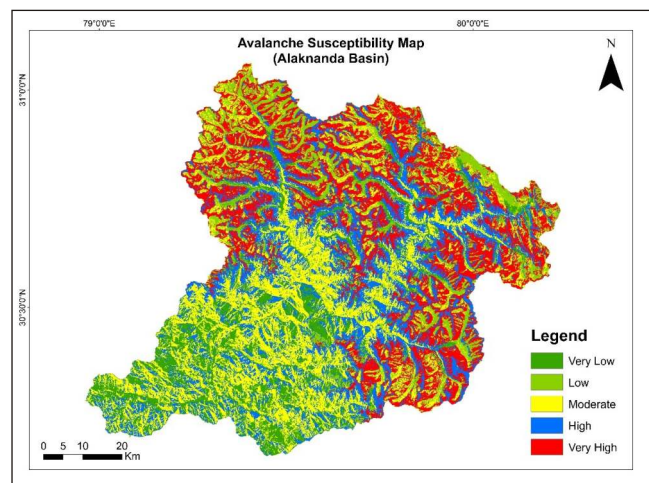 79°0'0"E
80°0'0"E
Avalanche Susceptibility Map
(Alaknanda Basin)
N
31°0'0"N
30°30'0"N
Legend
Very Low
Low
Moderate
High
Very High
0 5 10 20
Km